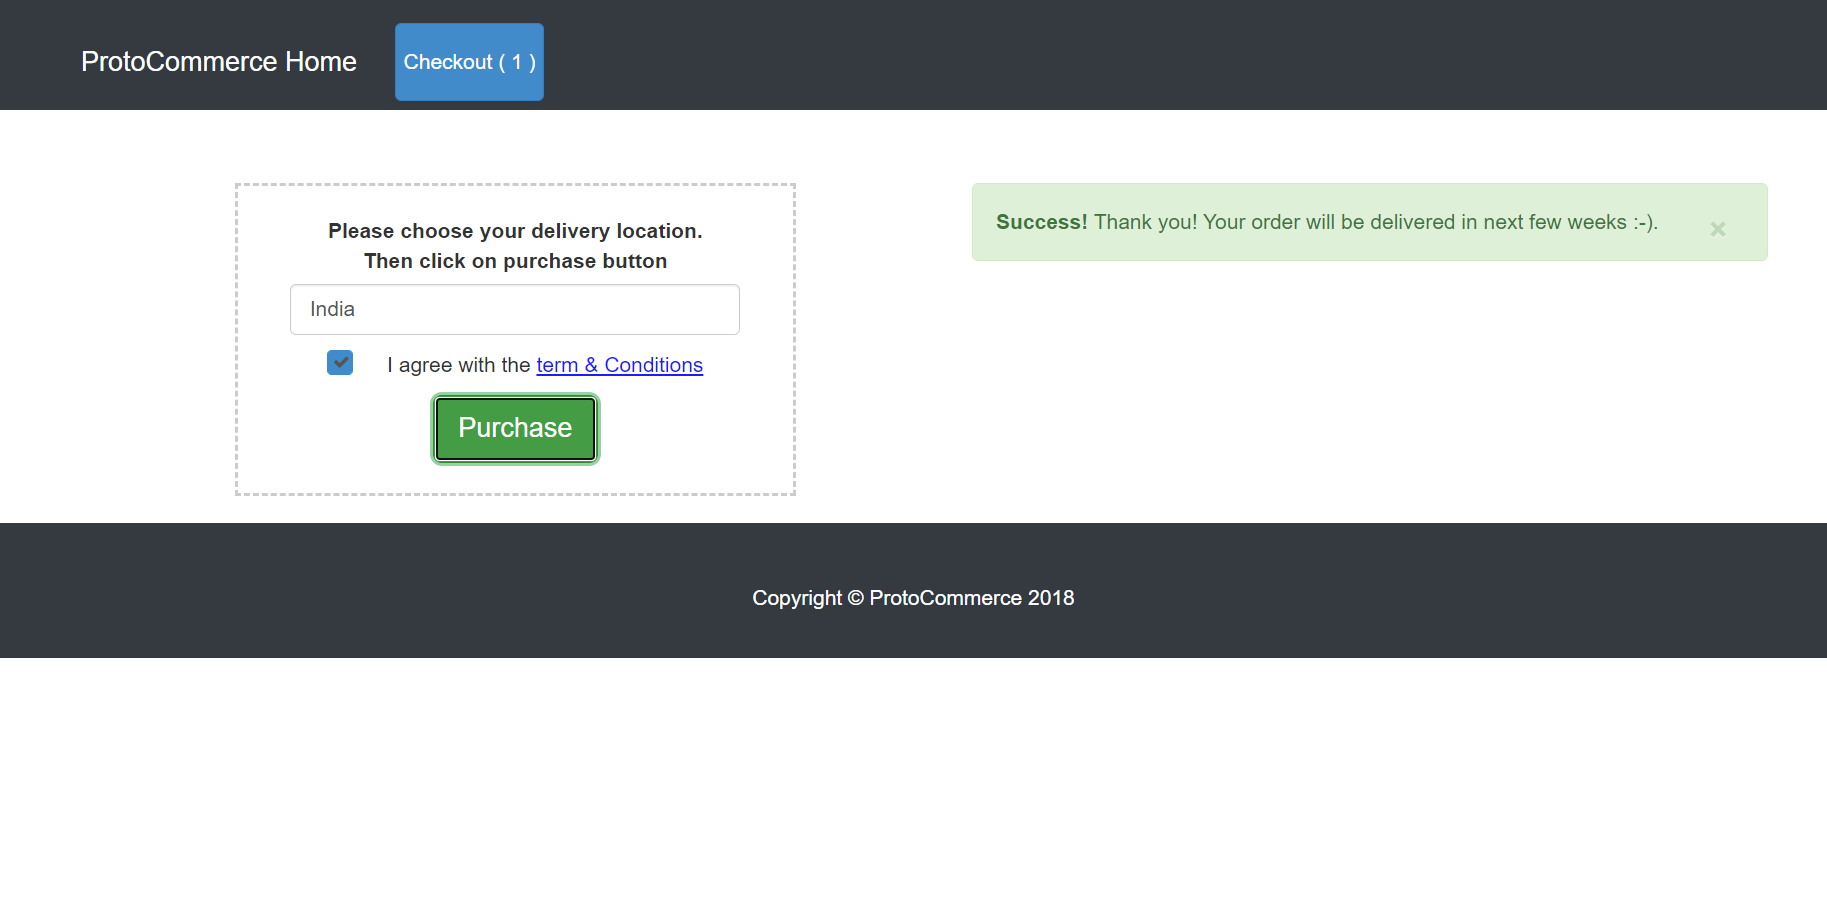 ProtoCommerce Home
Checkout ( 1 )
Please choose your delivery location.
Then click on purchase button
India
I agree with the term & Conditions
Purchase
Success! Thank you! Your order will be delivered in next few weeks :-).
×
Copyright © ProtoCommerce 2018